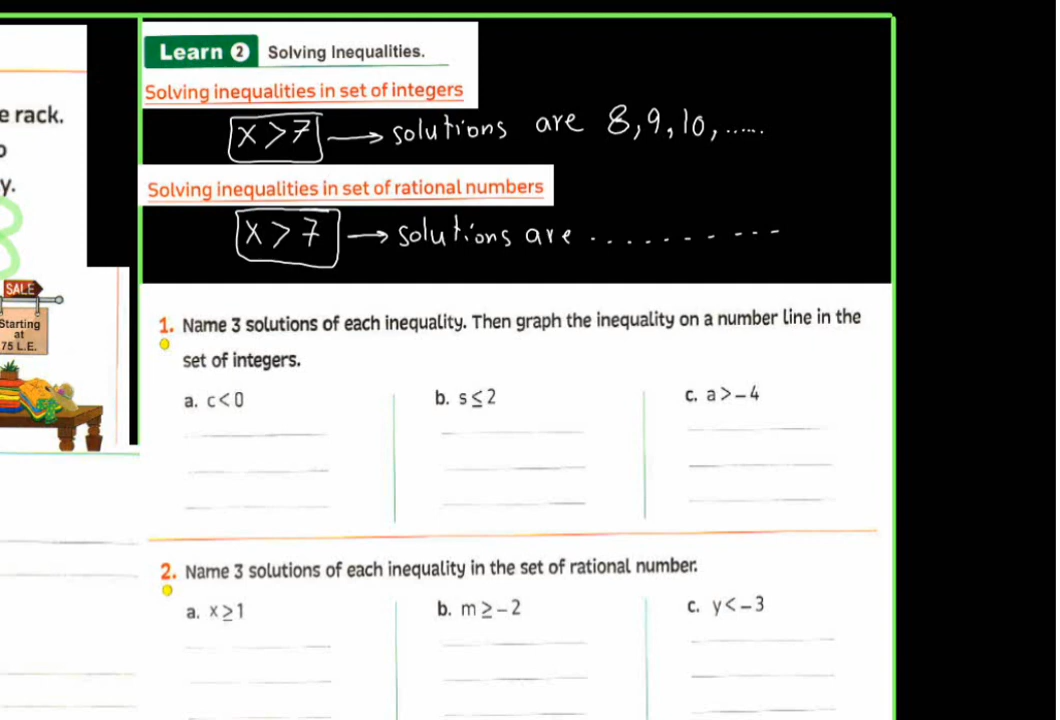 e rack.
y.
SALE
Starting
at
75 L.E.
Learn 2 Solving Inequalities.
Solving inequalities in set of integers
x > 7 → solutions are 8, 9, 10, ......
Solving inequalities in set of rational numbers
x > 7 → solutions are ...........
1. Name 3 solutions of each inequality. Then graph the inequality on a number line in the
set of integers.
a. c < 0
b. s ≤ 2
c. a > -4
2. Name 3 solutions of each inequality in the set of rational number.
a. x ≥ 1
b. m ≥ -2
c. y < -3